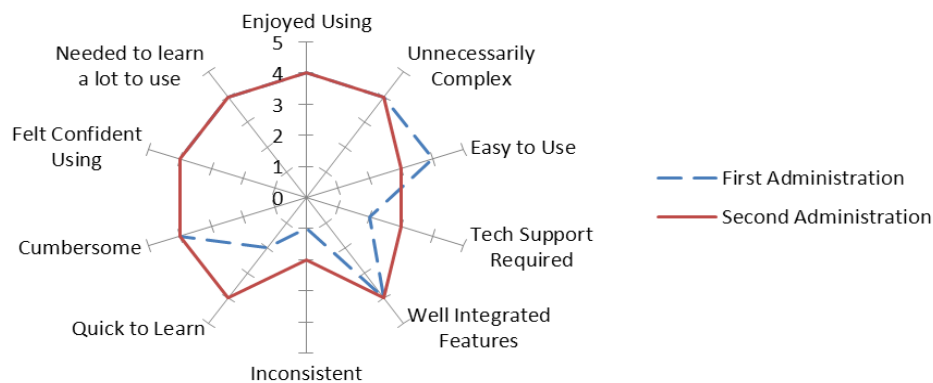 Enjoyed Using
5
4
3
2
1
0
Unnecessarily
Complex
Easy to Use
Tech Support
Required
Well Integrated
Features
Inconsistent
Quick to Learn
Cumbersome
Felt Confident
Using
Needed to learn
a lot to use
First Administration
Second Administration